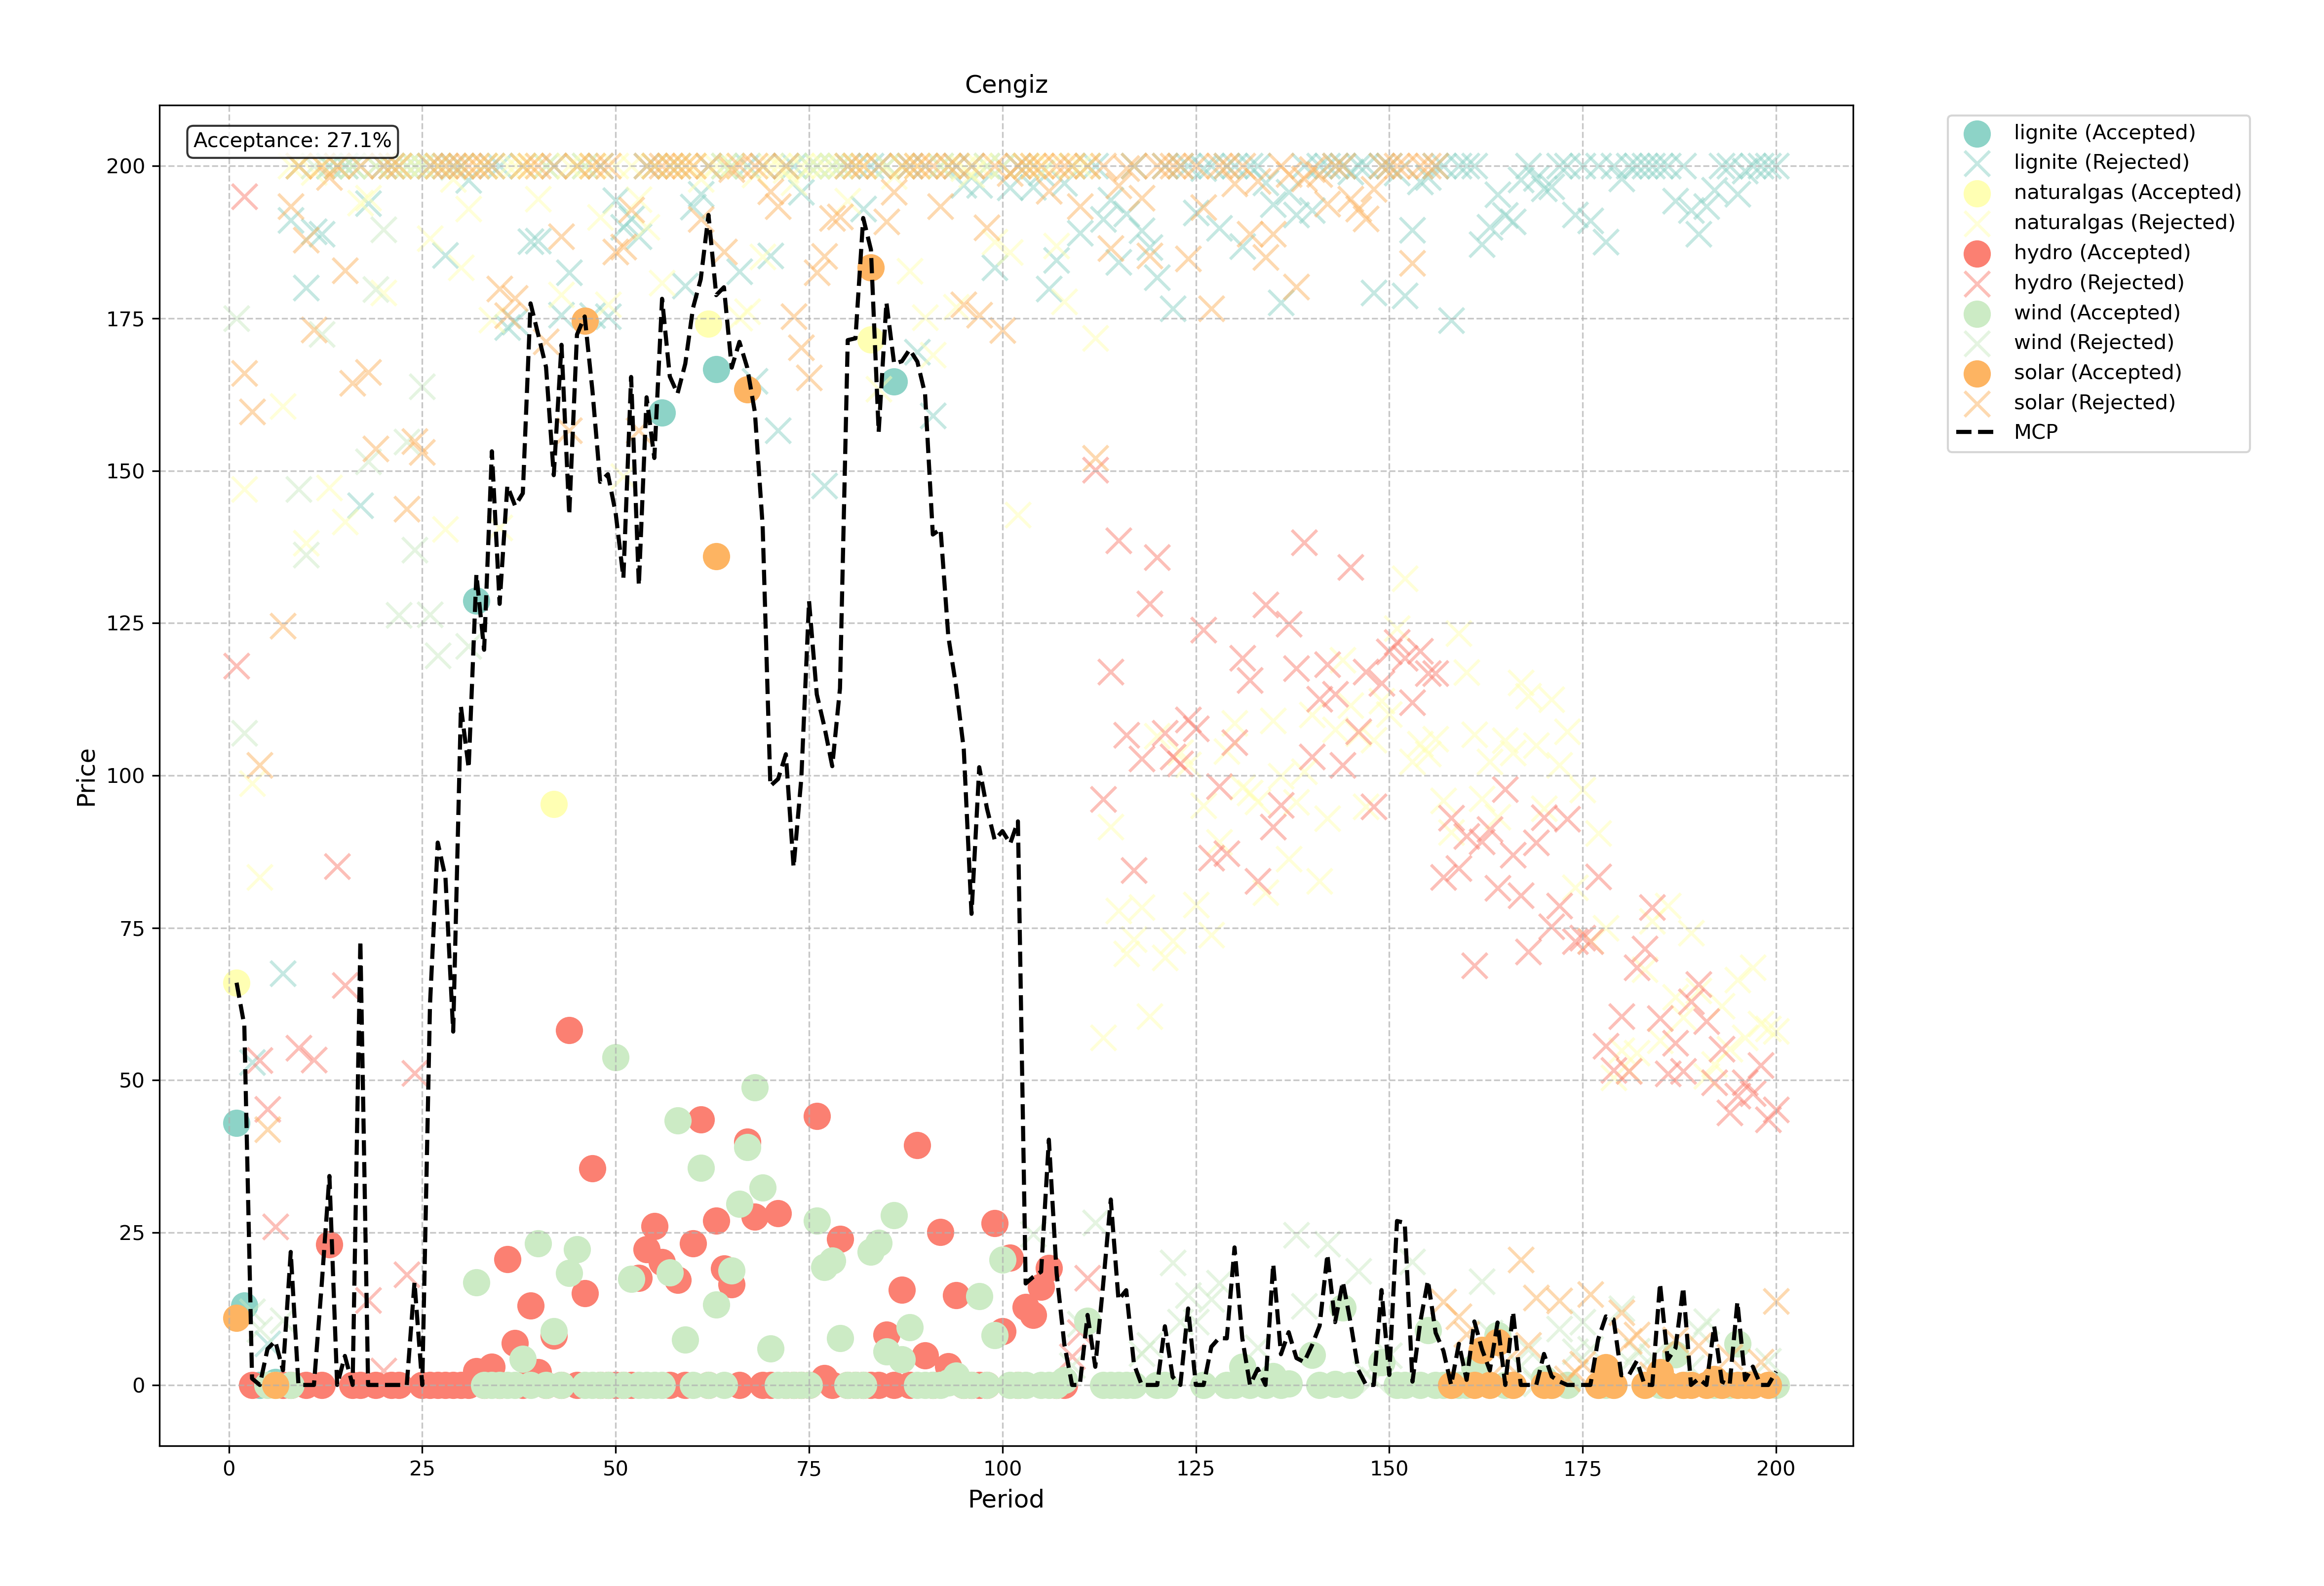 Cengiz
Acceptance: 27.1%
200
175
150
125
100
75
50
25
0
Price
0
25
50
75
100
125
150
175
200
Period
lignite (Accepted)
lignite (Rejected)
naturalgas (Accepted)
naturalgas (Rejected)
hydro (Accepted)
hydro (Rejected)
wind (Accepted)
wind (Rejected)
solar (Accepted)
solar (Rejected)
MCP